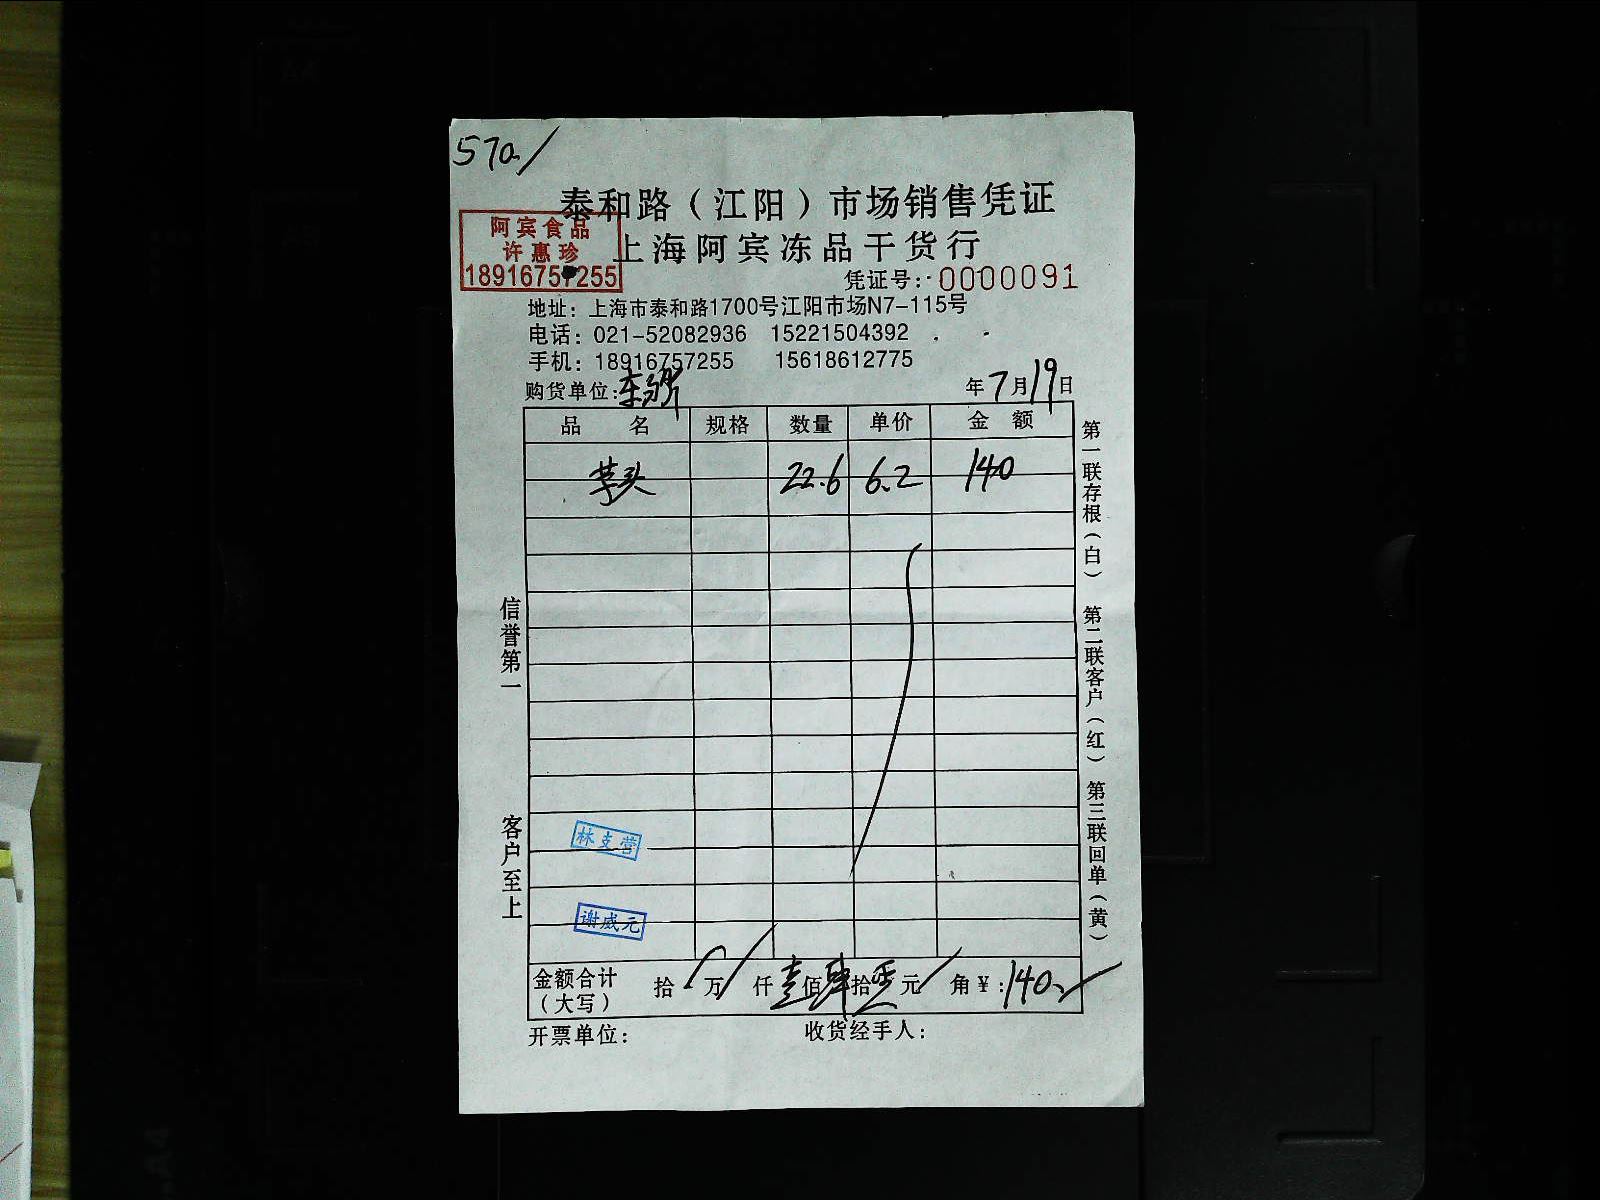 570
泰和路（江阳）市场销售凭证
阿宾食品
许惠珍
18916757255
上海阿宾冻品干货行
凭证号：0000091
地址：上海市泰和路1700号江阳市场N7-115号
电话：021-52082936 15221504392
手机：18916757255 15618612775
购货单位： 年7月19日
品名 规格 数量 单价 金额
芋头 22.6 6.2 140
信誉第一
客户至上
第一联存根（白） 第二联客户（红） 第三联回单（黄）
林支营
谢威元
金额合计（大写） 拾 万 仟壹佰肆拾 元 角¥：140
开票单位： 收货经手人：